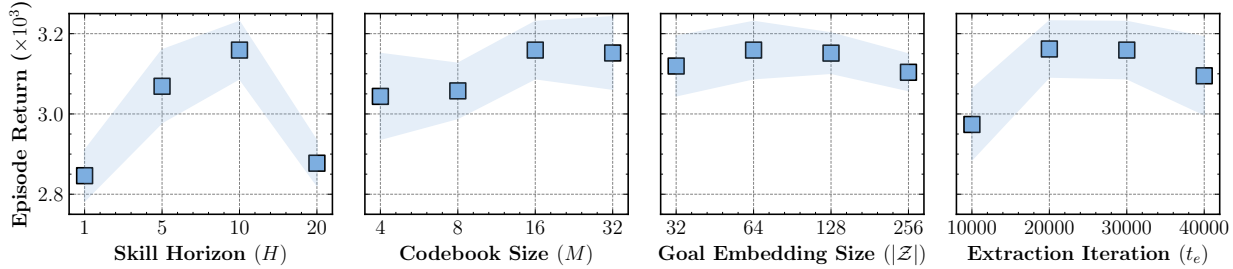 Episode Return (×10³)
3.2
3.0
2.8
1 5 10 20
Skill Horizon (H)
4 8 16 32
Codebook Size (M)
32 64 128 256
Goal Embedding Size (|𝒵|)
10000 20000 30000 40000
Extraction Iteration (tₑ)